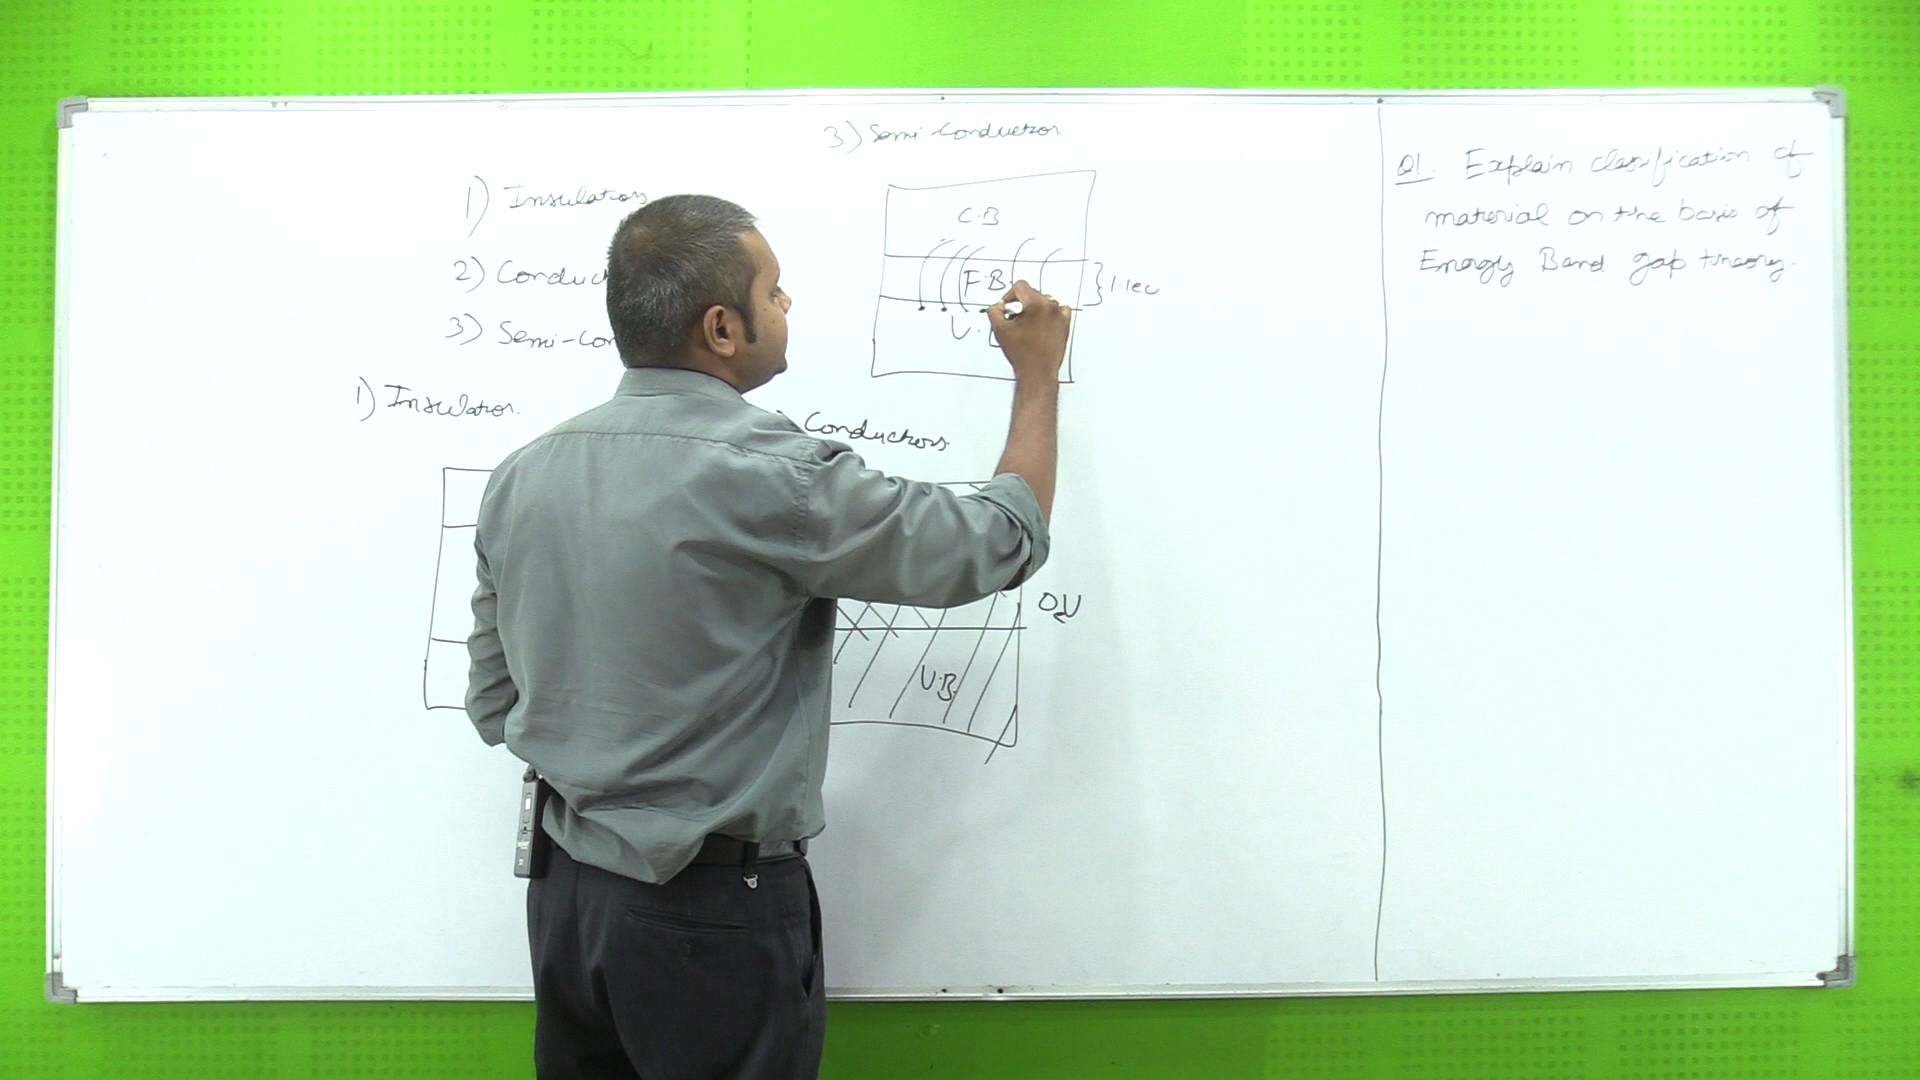 3) Semi-Conductor
1) Insulators
2) Conduc
3) Semi-Con
C.B
F.B.
1.1ev
V.
1) Insulator.
Conductors
0eV
V.B
Q1. Explain classification of
material on the basis of
Energy Band gap theory.